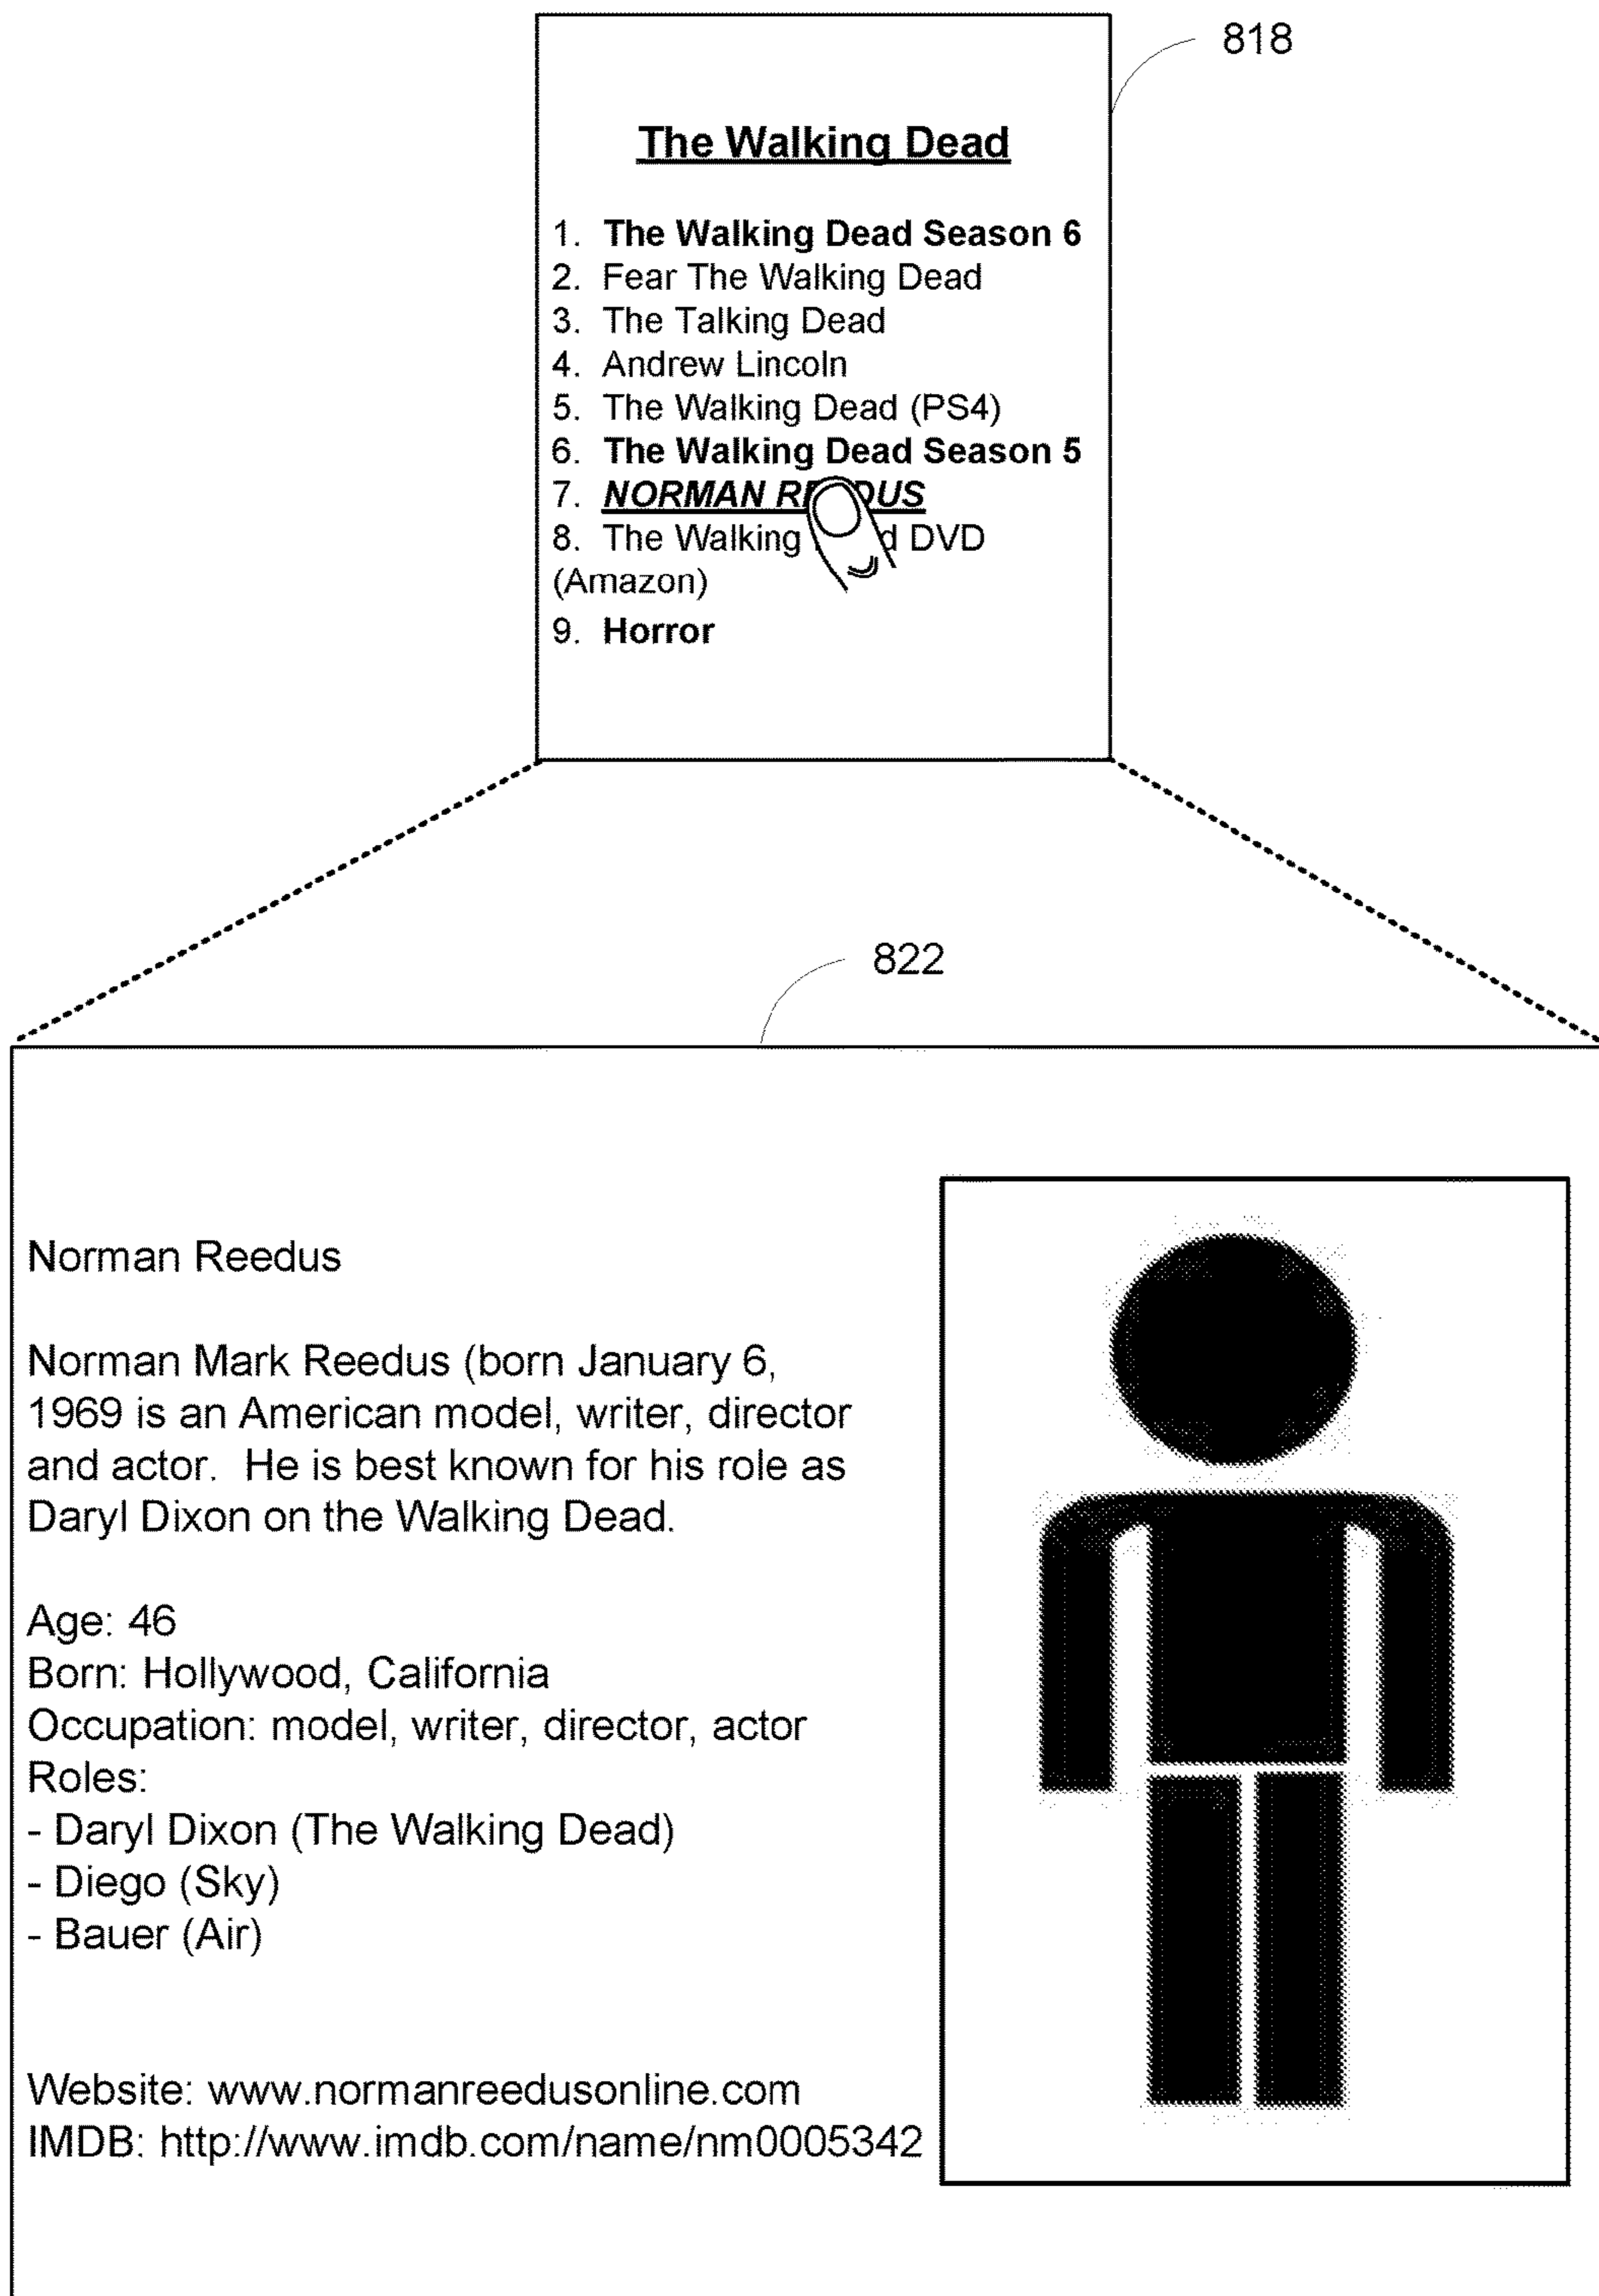 818
The Walking Dead
1. The Walking Dead Season 6
2. Fear The Walking Dead
3. The Talking Dead
4. Andrew Lincoln
5. The Walking Dead (PS4)
6. The Walking Dead Season 5
7. NORMAN REEDUS
8. The Walking Dead DVD
(Amazon)
9. Horror
822
Norman Reedus
Norman Mark Reedus (born January 6,
1969 is an American model, writer, director
and actor. He is best known for his role as
Daryl Dixon on the Walking Dead.
Age: 46
Born: Hollywood, California
Occupation: model, writer, director, actor
Roles:
- Daryl Dixon (The Walking Dead)
- Diego (Sky)
- Bauer (Air)
Website: www.normanreedusonline.com
IMDB: http://www.imdb.com/name/nm0005342